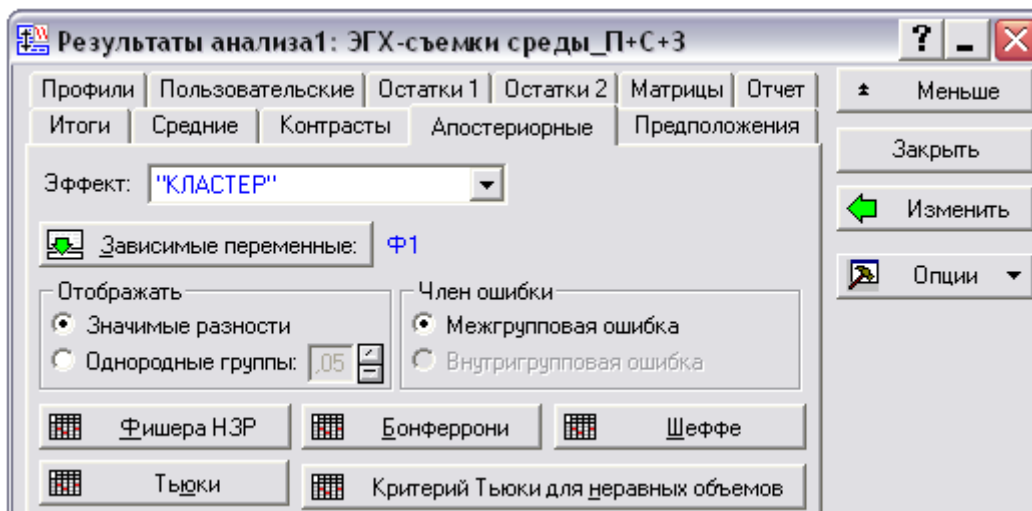 Результаты анализа1: ЭГХ-съемки среды_П+С+З ?
Профили Пользовательские Остатки 1 Остатки 2 Матрицы Отчет
Итоги Средние Контрасты Апостериорные Предположения
Меньше
Закрыть
Изменить
Опции
Эффект: "КЛАСТЕР"
Зависимые переменные: Ф1
Отображать
Значимые разности
Однородные группы: ,05
Член ошибки
Межгрупповая ошибка
Внутригрупповая ошибка
Фишера НЗР Бонферрони Шеффе
Тьюки Критерий Тьюки для неравных объемов